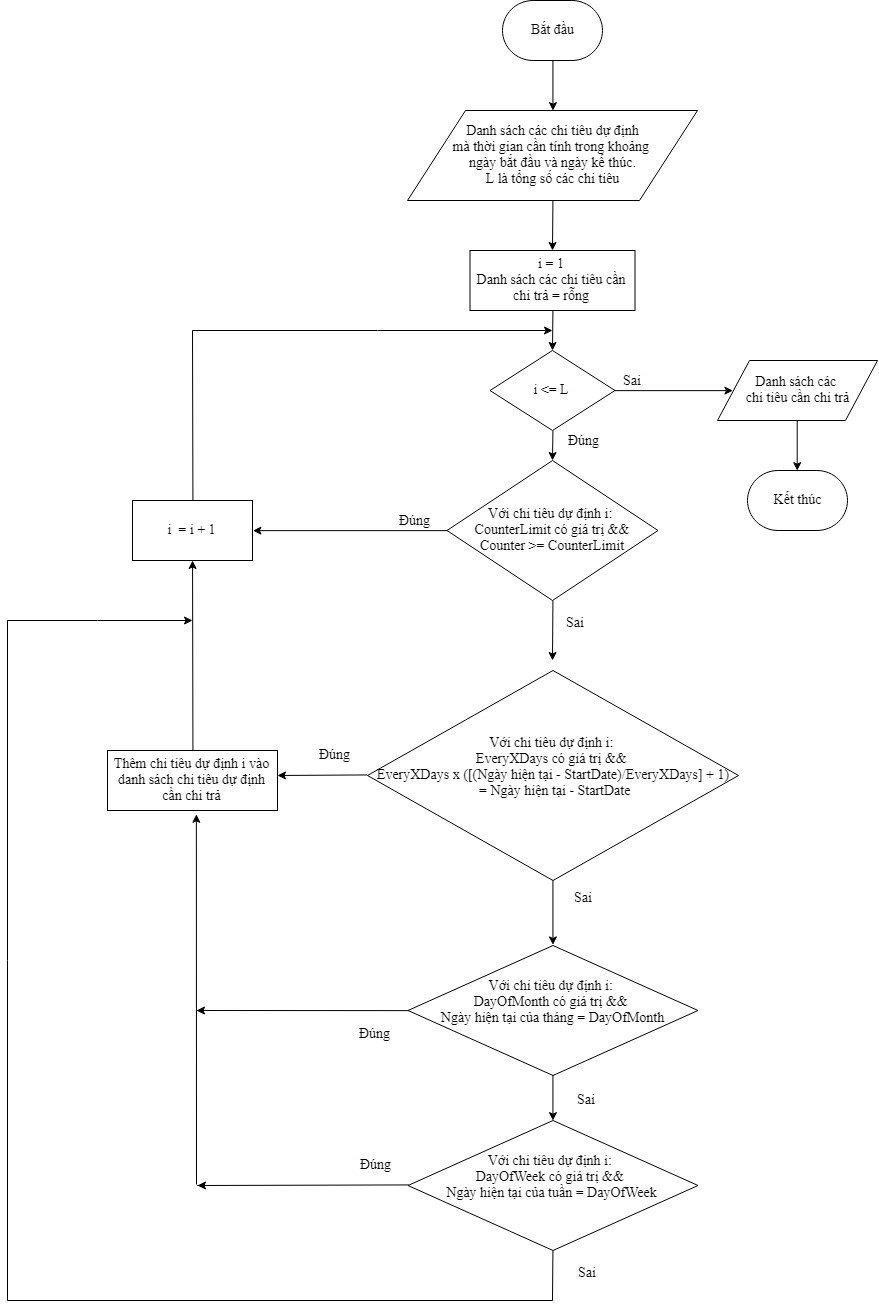 Bắt đầu
Danh sách các chi tiêu dự định
mà thời gian cần tính trong khoảng
ngày bắt đầu và ngày kế thúc.
L là tổng số các chi tiêu
i = 1
Danh sách các chi tiêu cần
chi trả = rỗng
i <= L
Sai
Danh sách các
chi tiêu cần chi trả
Đúng
Kết thúc
Với chi tiêu dự định i:
CounterLimit có giá trị &&
Counter >= CounterLimit
Đúng
i = i + 1
Sai
Với chi tiêu dự định i:
EveryXDays có giá trị &&
EveryXDays x ([(Ngày hiện tại - StartDate)/EveryXDays] + 1)
= Ngày hiện tại - StartDate
Đúng
Thêm chi tiêu dự định i vào
danh sách chi tiêu dự định
cần chi trả
Sai
Với chi tiêu dự định i:
DayOfMonth có giá trị &&
Ngày hiện tại của tháng = DayOfMonth
Đúng
Sai
Với chi tiêu dự định i:
DayOfWeek có giá trị &&
Ngày hiện tại của tuần = DayOfWeek
Đúng
Sai